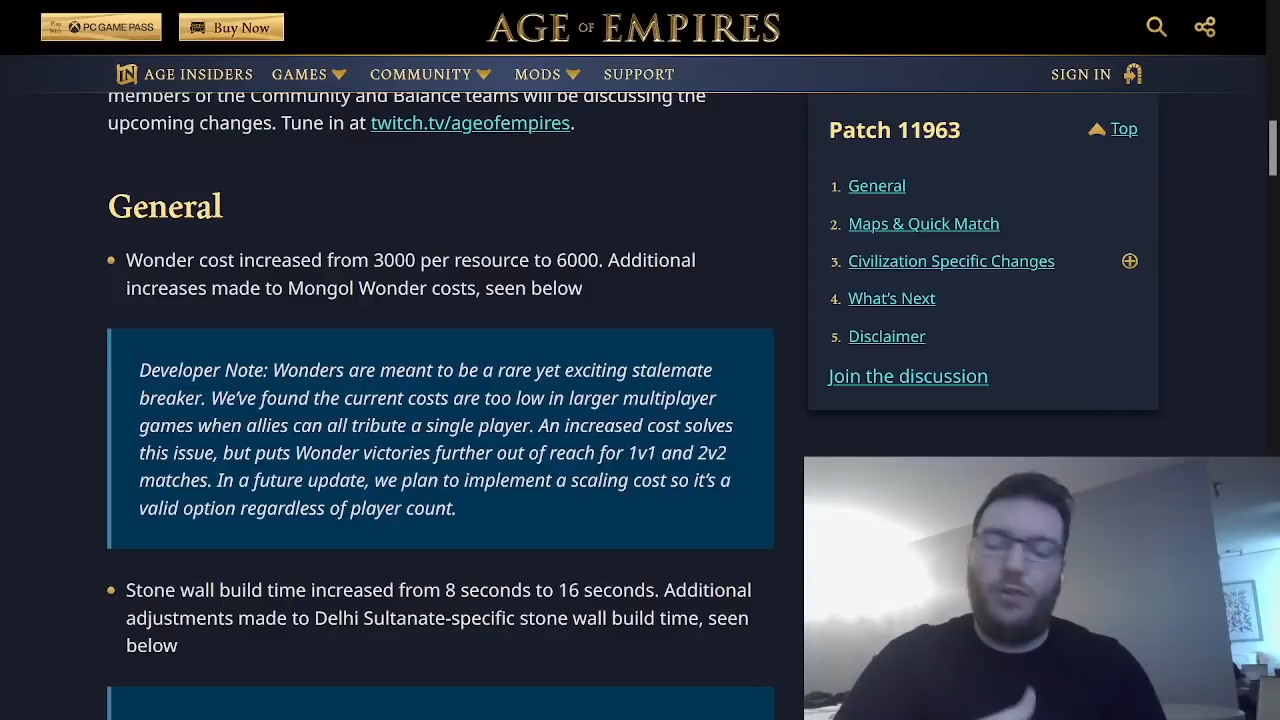 Play With
PC GAME PASS
Buy Now
AGE OF EMPIRES
AGE INSIDERS
GAMES
COMMUNITY
MODS
SUPPORT
SIGN IN
members of the Community and Balance teams will be discussing the
upcoming changes. Tune in at twitch.tv/ageofempires.
General
• Wonder cost increased from 3000 per resource to 6000. Additional
increases made to Mongol Wonder costs, seen below
Developer Note: Wonders are meant to be a rare yet exciting stalemate
breaker. We’ve found the current costs are too low in larger multiplayer
games when allies can all tribute a single player. An increased cost solves
this issue, but puts Wonder victories further out of reach for 1v1 and 2v2
matches. In a future update, we plan to implement a scaling cost so it’s a
valid option regardless of player count.
• Stone wall build time increased from 8 seconds to 16 seconds. Additional
adjustments made to Delhi Sultanate-specific stone wall build time, seen
below
Patch 11963
Top
1. General
2. Maps & Quick Match
3. Civilization Specific Changes
4. What’s Next
5. Disclaimer
Join the discussion